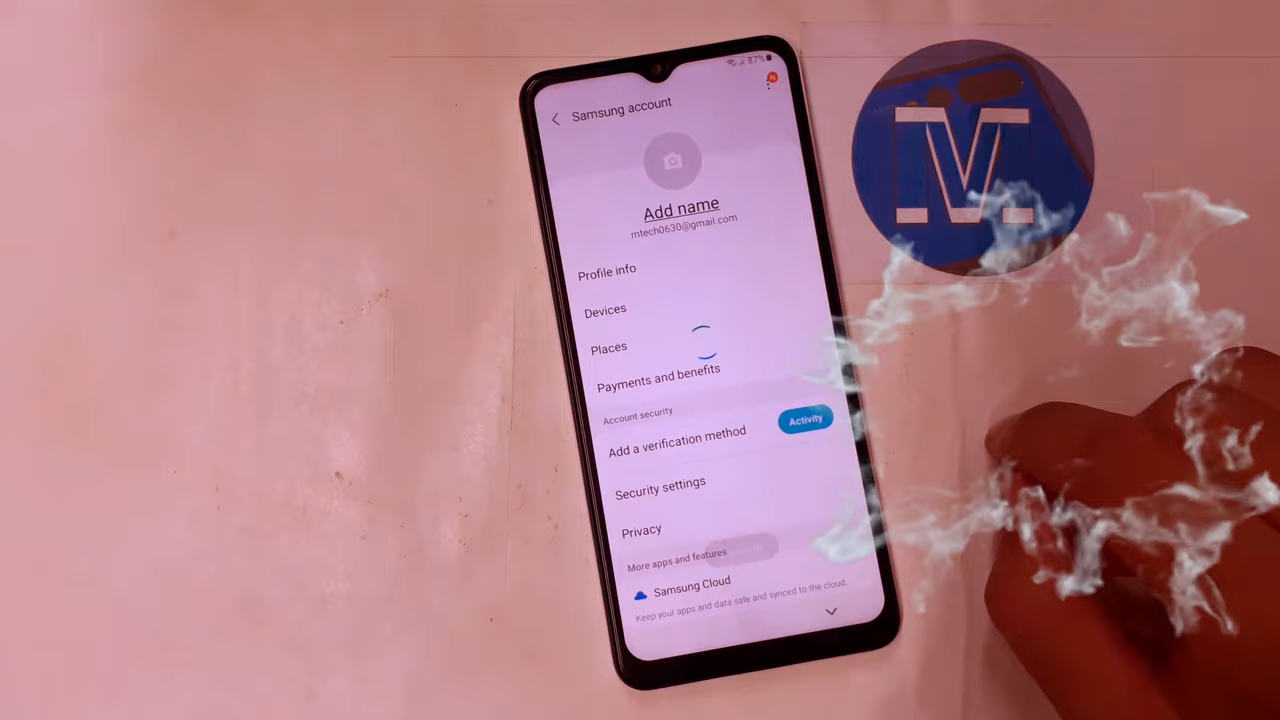 87%
N
Samsung account
Add name
mtech0630@gmail.com
Profile info
Devices
Places
Payments and benefits
Account security
Add a verification method
Activity
Security settings
Privacy
More apps and features
Samsung Cloud
Keep your apps and data safe and synced to the cloud.
M